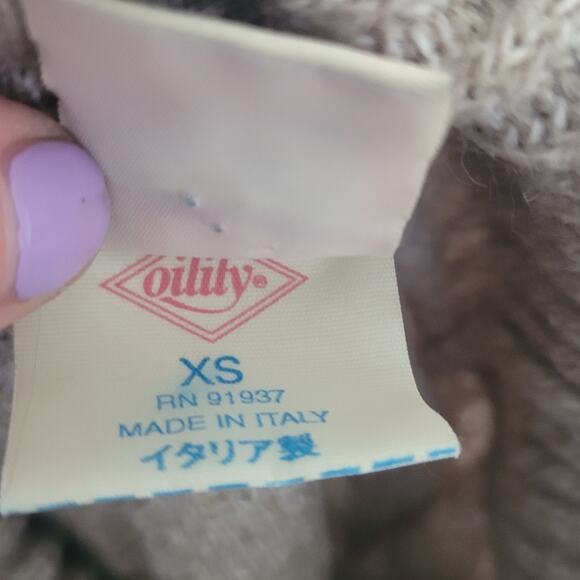 oilily®
XS
RN 91937
MADE IN ITALY
イタリア製